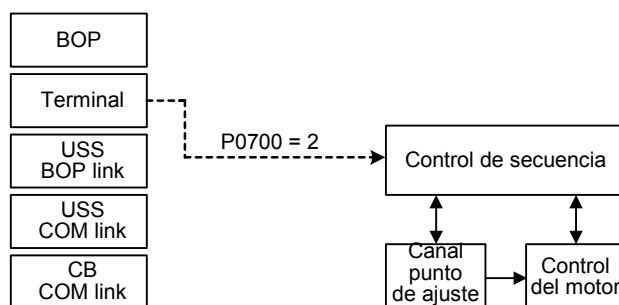 BOP
Terminal
USS
BOP link
USS
COM link
CB
COM link
P0700 = 2
Control de secuencia
Canal
punto
de ajuste
Control
del motor